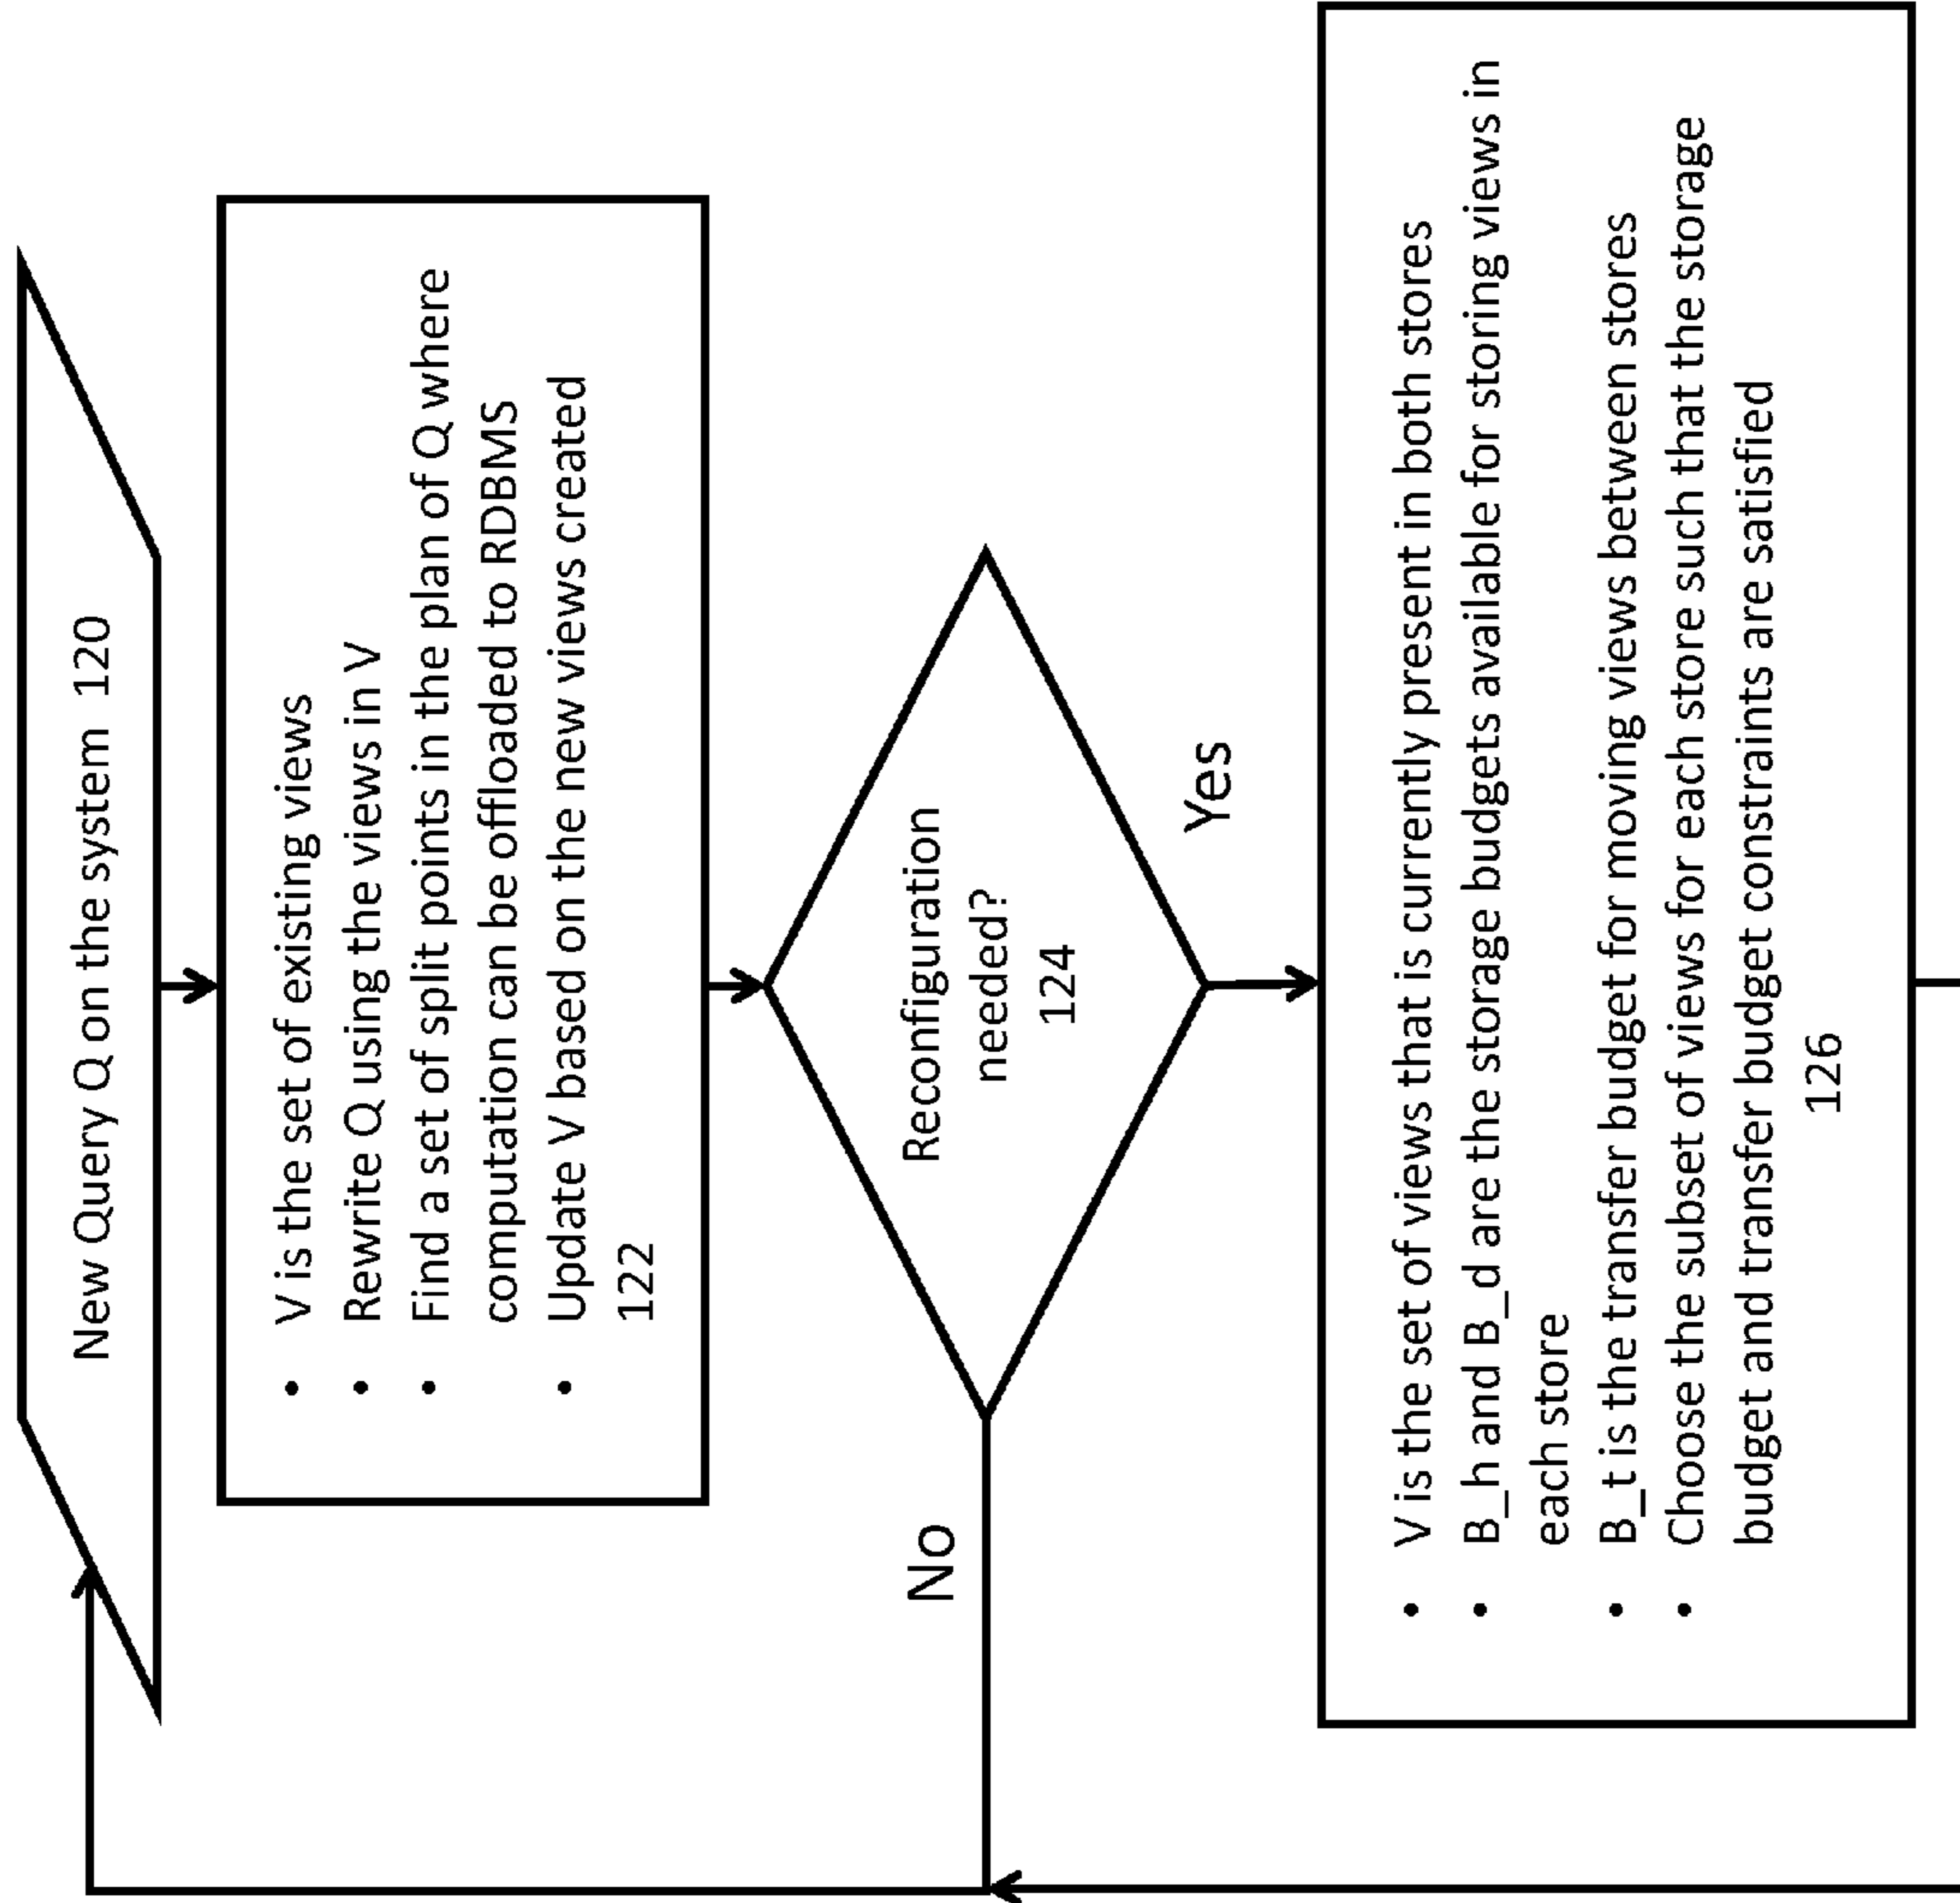 New Query Q on the system 120
• V is the set of existing views
• Rewrite Q using the views in V
• Find a set of split points in the plan of Q where
computation can be offloaded to RDBMS
• Update V based on the new views created
122
Reconfiguration
needed?
124
No
Yes
• V is the set of views that is currently present in both stores
• B_h and B_d are the storage budgets available for storing views in
each store
• B_t is the transfer budget for moving views between stores
• Choose the subset of views for each store such that the storage
budget and transfer budget constraints are satisfied
126